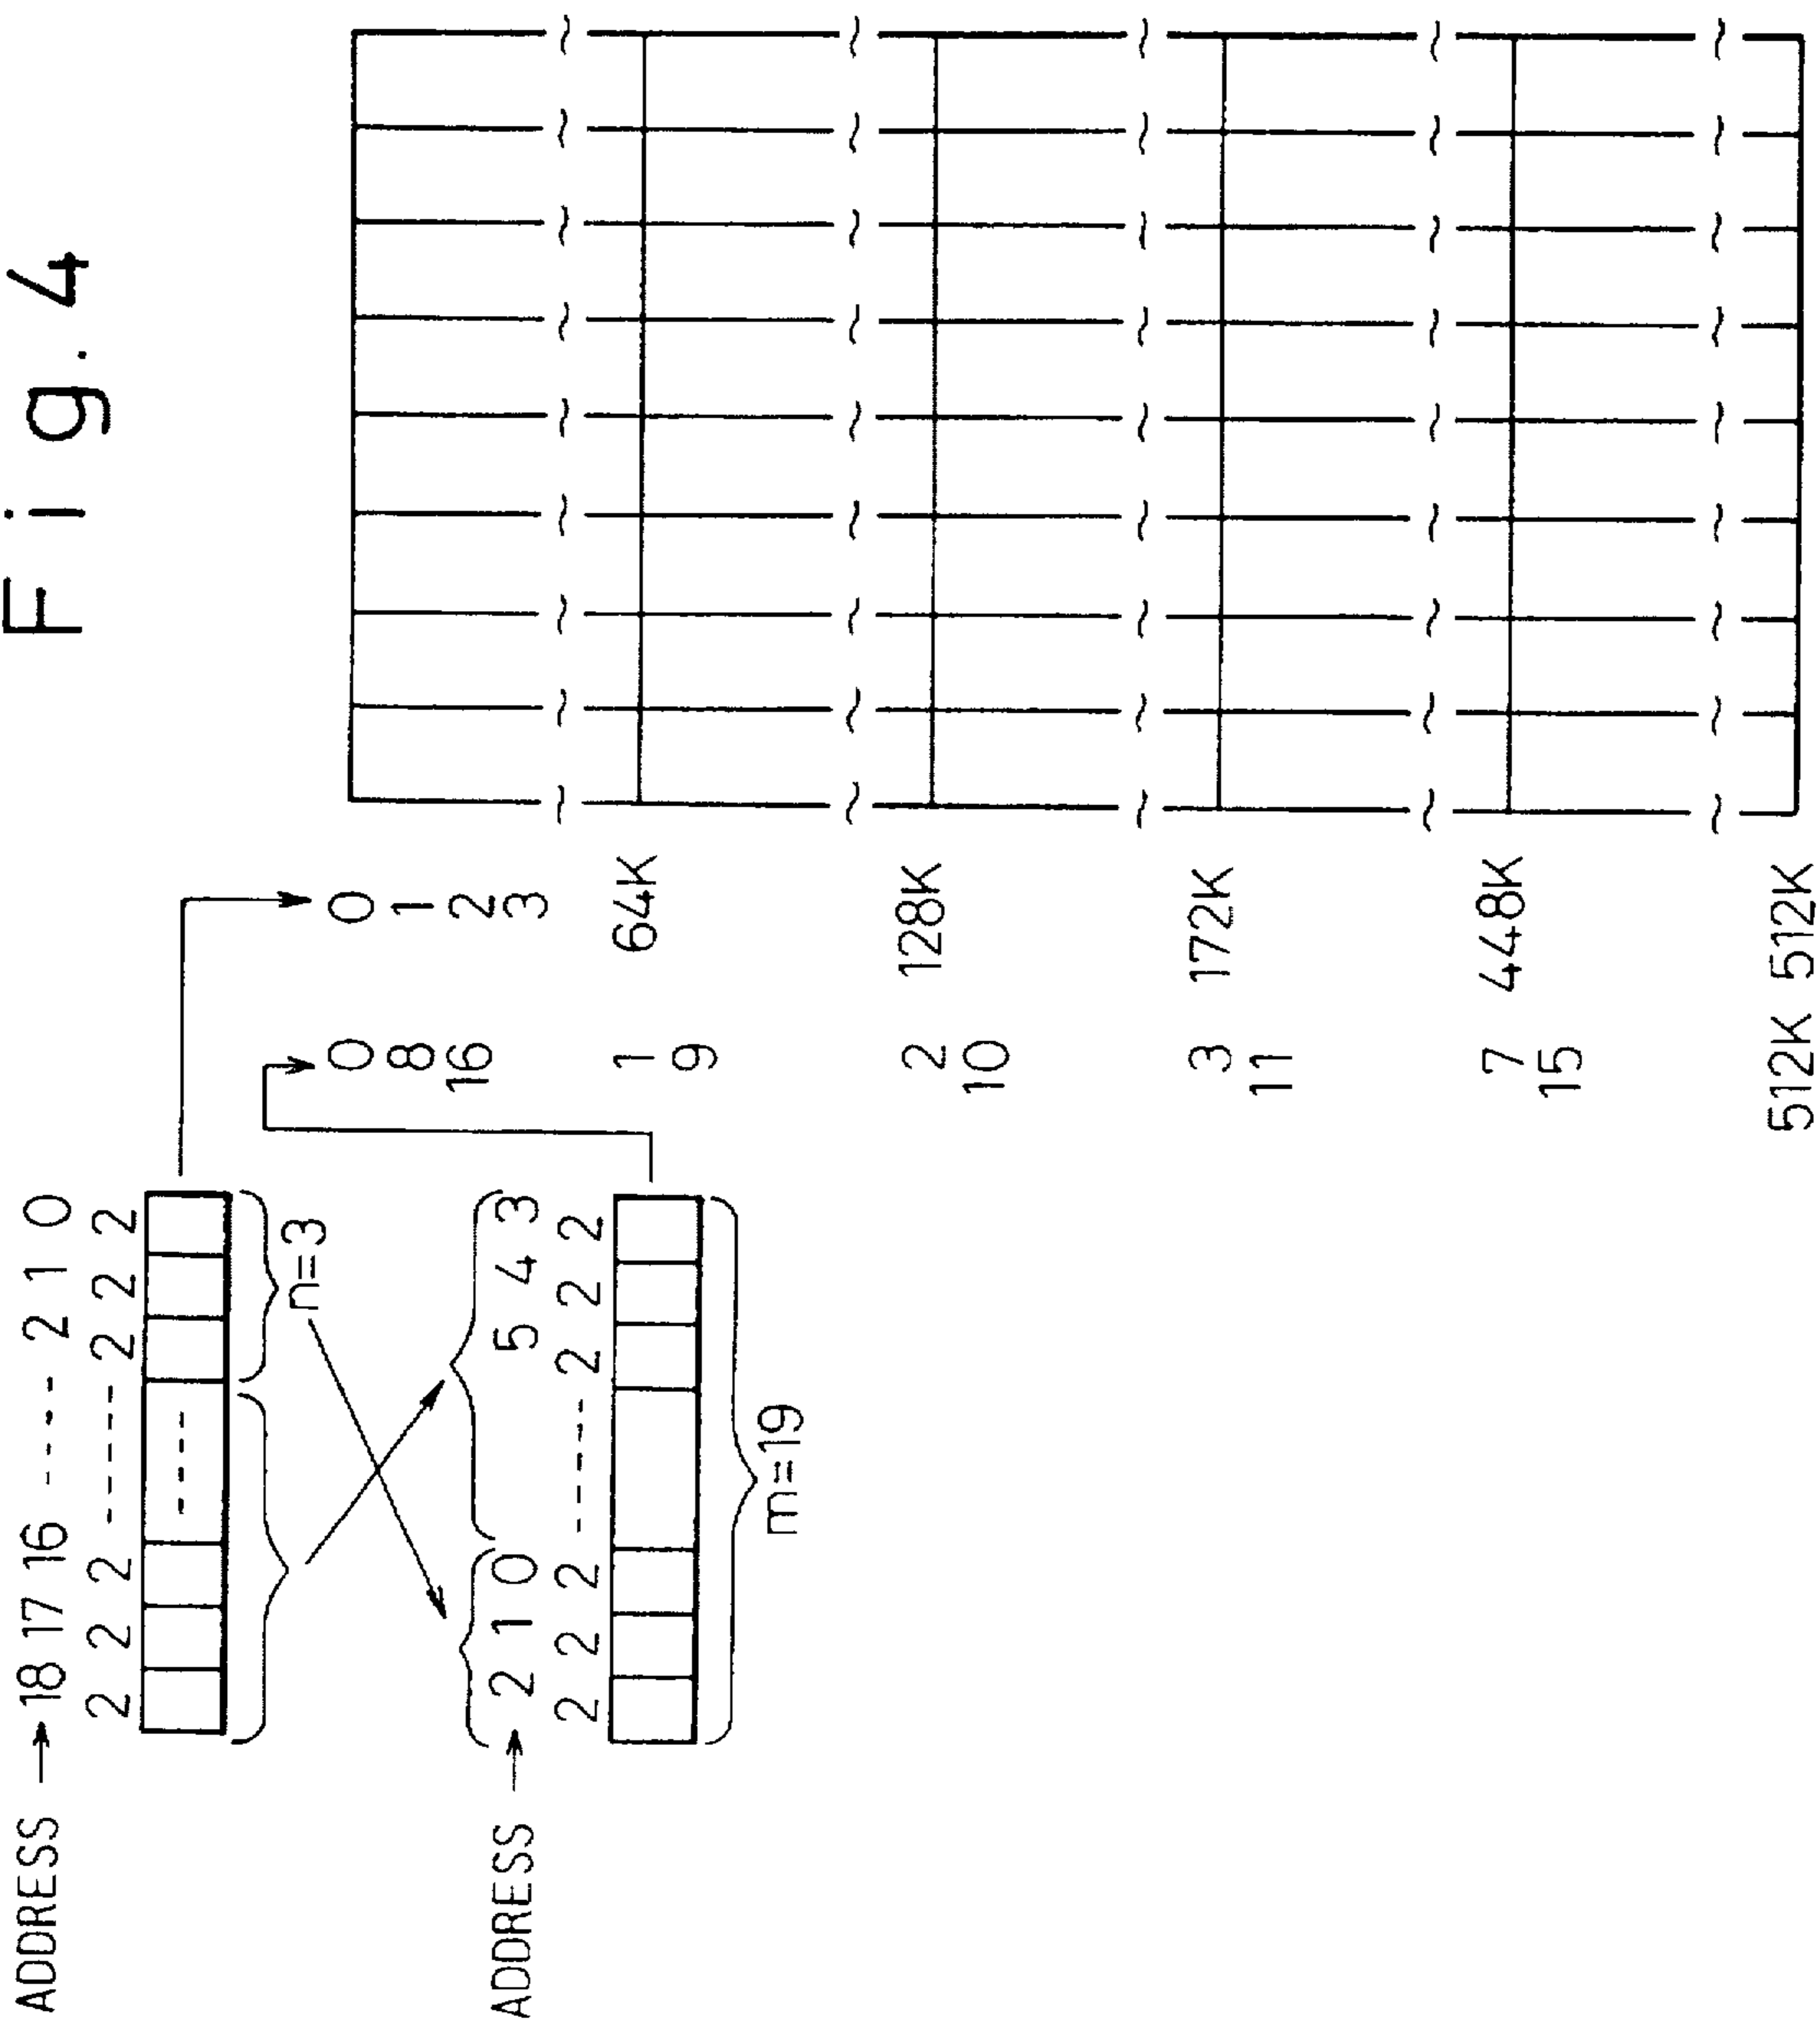 Fig. 4
ADDRESS → 18 17 16 ----- 2 1 0
2 2 2 ----- 2 2 2
-----
n=3
ADDRESS → 2 1 0 5 4 3
2 2 2 ----- 2 2 2
m=19
0 0
8 1
16 2
3
1 64K
9
2 128K
10
3 172K
11
7 448K
15
512K 512K